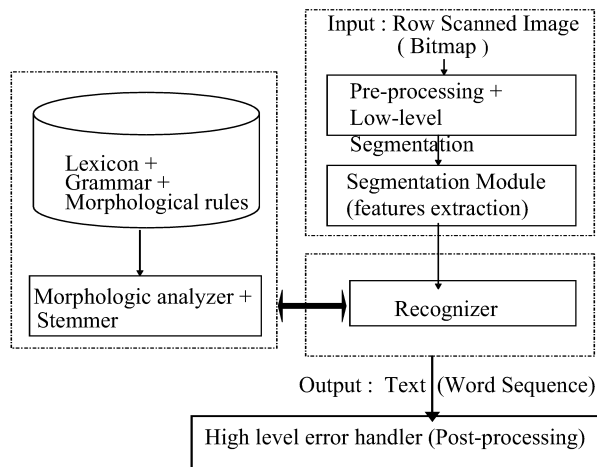 Input : Row Scanned Image
( Bitmap )
Pre-processing +
Low-level
Segmentation
Segmentation Module
(features extraction)
Lexicon +
Grammar +
Morphological rules
Morphologic analyzer +
Stemmer
Recognizer
Output : Text (Word Sequence)
High level error handler (Post-processing)